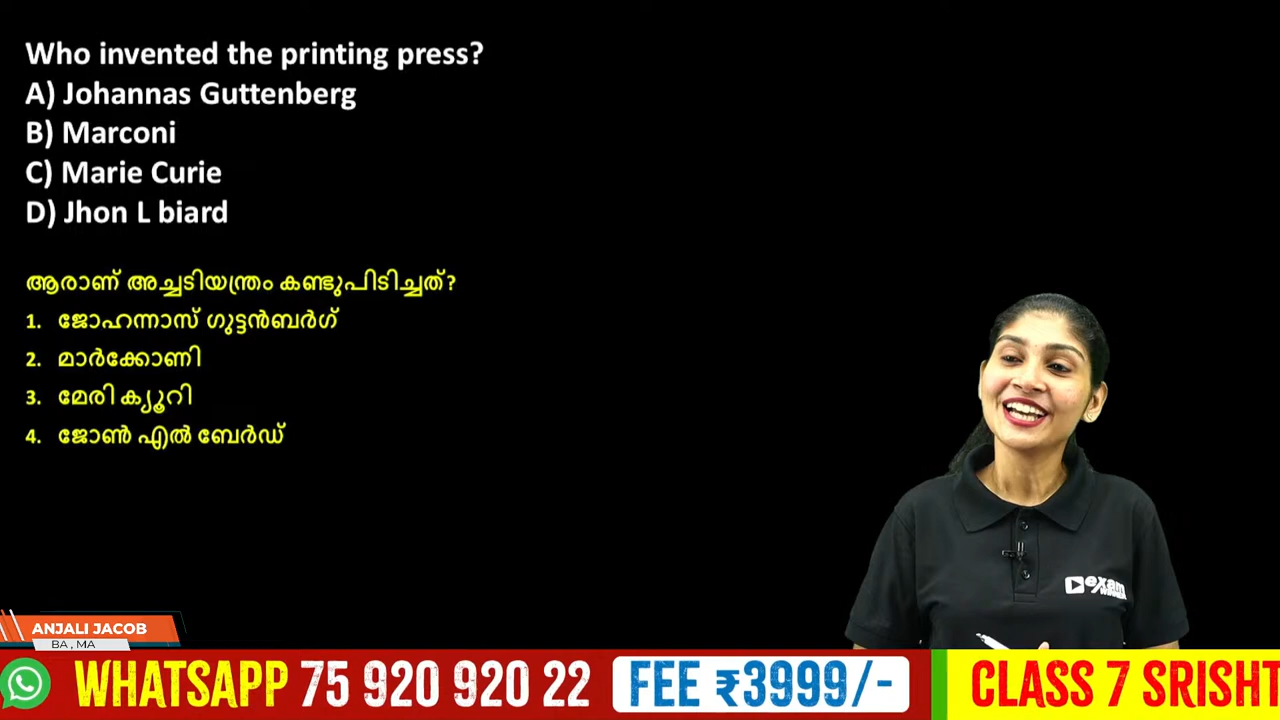 Who invented the printing press?
A) Johannas Guttenberg
B) Marconi
C) Marie Curie
D) Jhon L biard
ആരാണ് അച്ചടിയന്ത്രം കണ്ടുപിടിച്ചത്?
1. ജോഹന്നാസ് ഗുട്ടൻബർഗ്
2. മാർക്കോണി
3. മേരി ക്യൂറി
4. ജോൺ എൽ ബേർഡ്
exam
ANJALI JACOB
BA , MA
WHATSAPP 75 920 920 22 FEE ₹3999/- CLASS 7 SRISHT